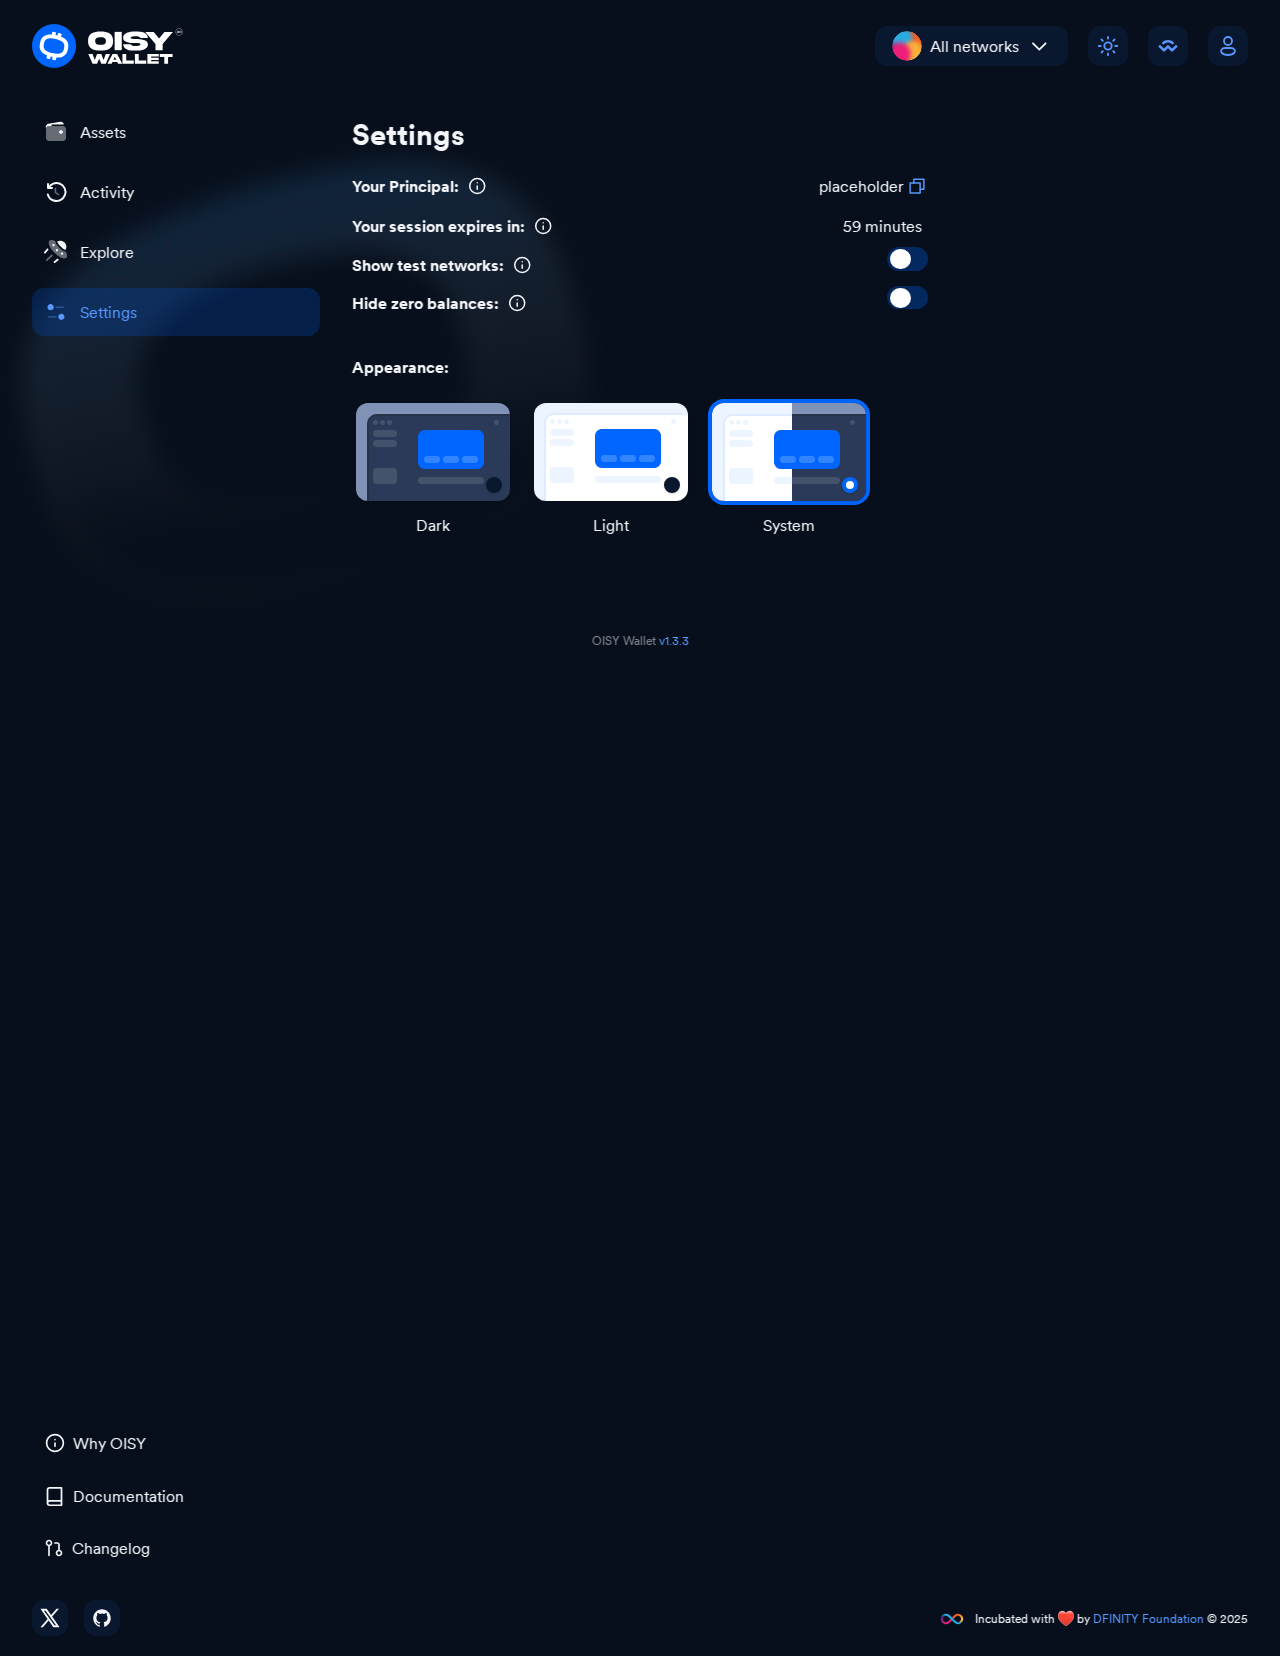 OISY
WALLET
All networks
Assets
Activity
Explore
Settings
Settings
Your Principal:
placeholder
Your session expires in:
59 minutes
Show test networks:
Hide zero balances:
Appearance:
Dark
Light
System
OISY Wallet v1.3.3
Why OISY
Documentation
Changelog
Incubated with ❤️ by DFINITY Foundation © 2025